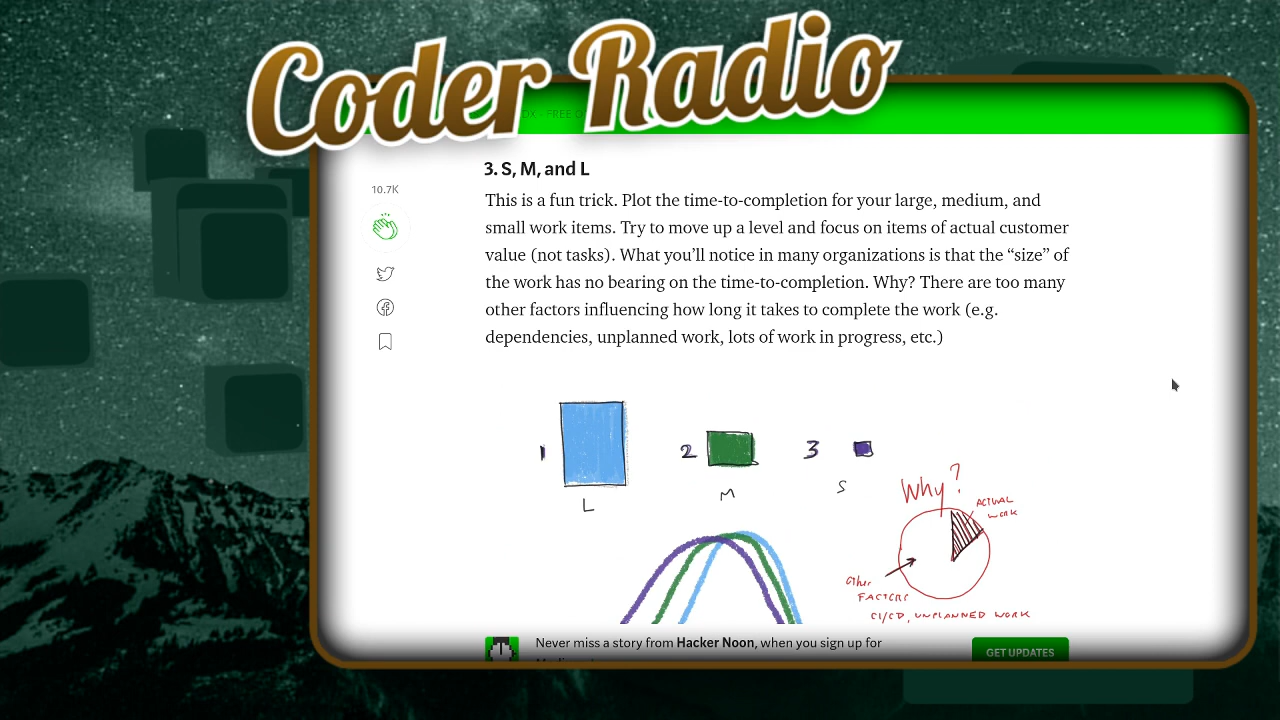 Coder Radio
3. S, M, and L
10.7K
This is a fun trick. Plot the time-to-completion for your large, medium, and
small work items. Try to move up a level and focus on items of actual customer
value (not tasks). What you’ll notice in many organizations is that the “size” of
the work has no bearing on the time-to-completion. Why? There are too many
other factors influencing how long it takes to complete the work (e.g.
dependencies, unplanned work, lots of work in progress, etc.)
1
2
3
L
M
S
Why?
ACTUAL
WORK
Other
FACTORS
CI/CD, UNPLANNED WORK
Never miss a story from Hacker Noon, when you sign up for
GET UPDATES